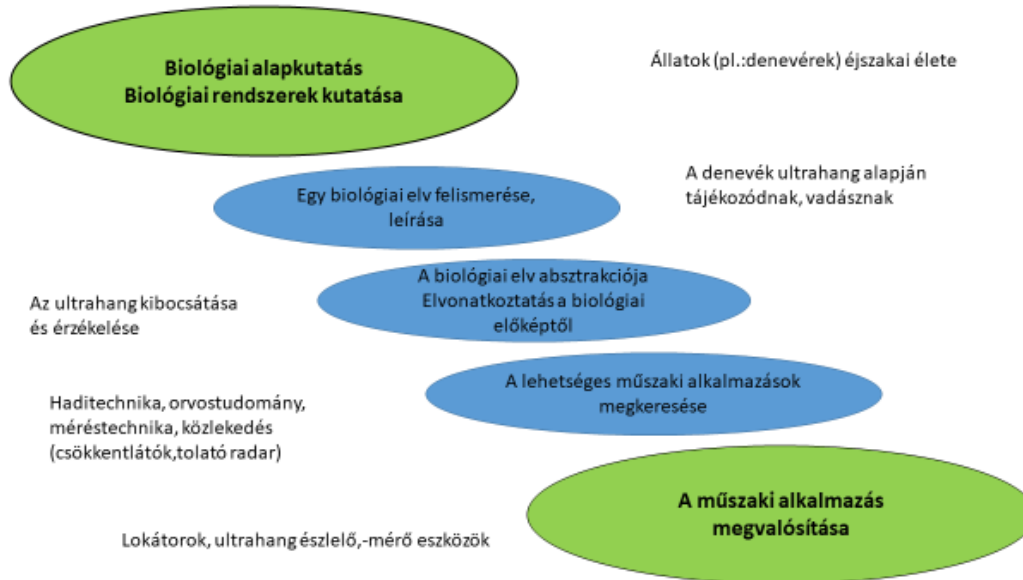 Biológiai alapkutatás
Biológiai rendszerek kutatása
Állatok (pl.:denevérek) éjszakai élete
Egy biológiai elv felismerése,
leírása
A denevék ultrahang alapján
tájékozódnak, vadásznak
A biológiai elv absztrakciója
Elvonatkoztatás a biológiai
előképtől
Az ultrahang kibocsátása
és érzékelése
A lehetséges műszaki alkalmazások
megkeresése
Haditechnika, orvostudomány,
méréstechnika, közlekedés
(csökkentlátók,tolató radar)
A műszaki alkalmazás
megvalósítása
Lokátorok, ultrahang észlelő,-mérő eszközök